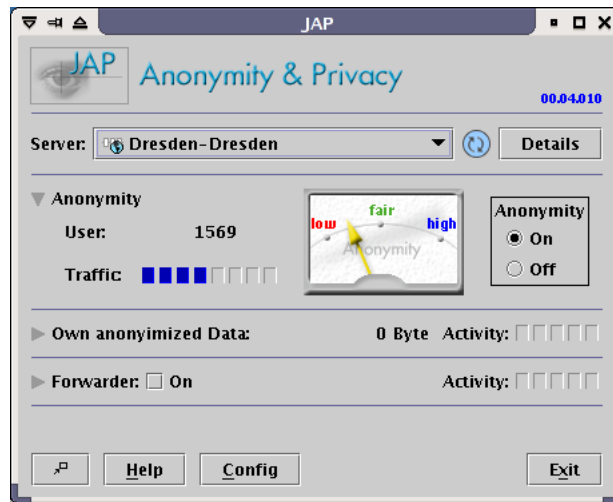 JAP
JAP Anonymity & Privacy
00.04.010
Server: Dresden-Dresden Details
Anonymity
User: 1569
Traffic:
low fair high
Anonymity
Anonymity
On
Off
Own anonyimized Data: 0 Byte Activity:
Forwarder: On Activity:
Help Config Exit